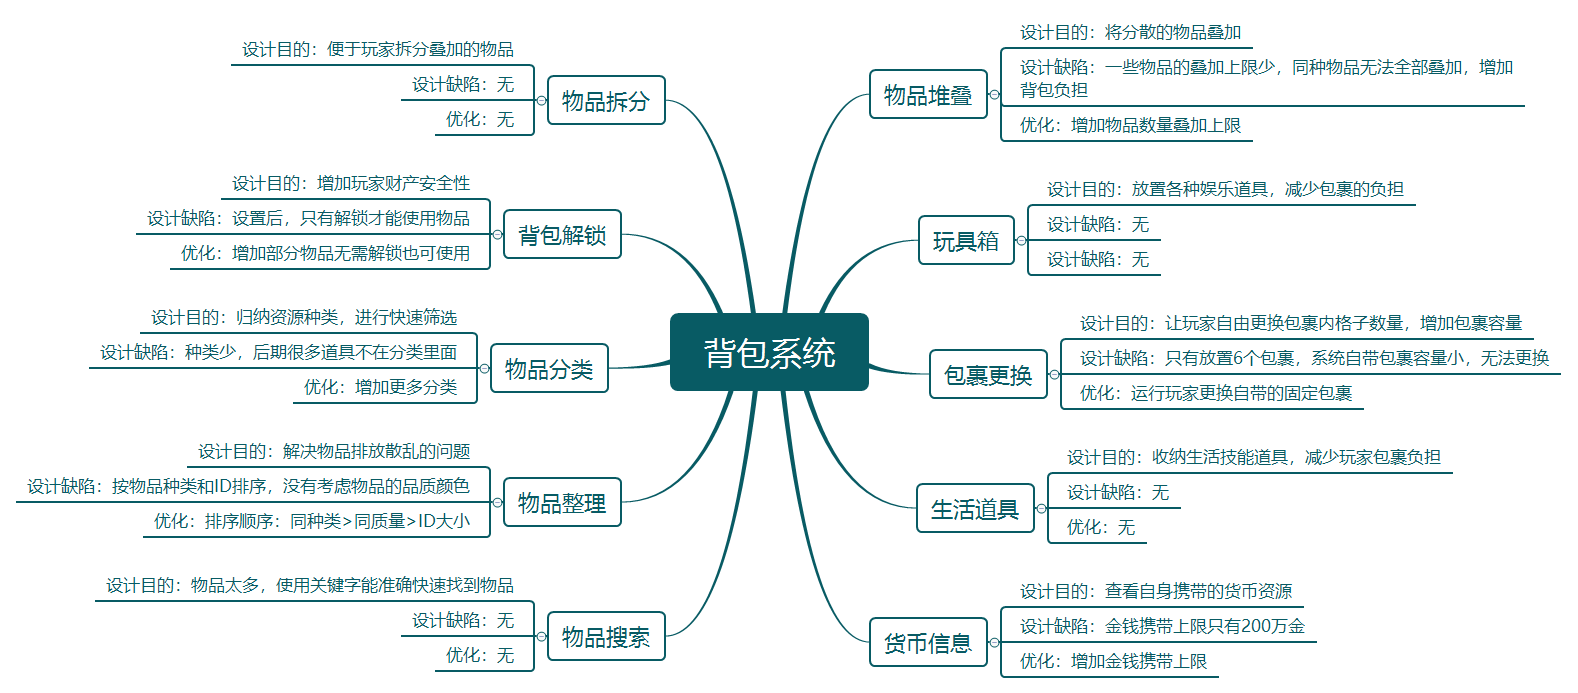 背包系统
物品堆叠
设计目的：将分散的物品叠加
设计缺陷：一些物品的叠加上限少，同种物品无法全部叠加，增加
背包负担
优化：增加物品数量叠加上限
玩具箱
设计目的：放置各种娱乐道具，减少包裹的负担
设计缺陷：无
设计缺陷：无
包裹更换
设计目的：让玩家自由更换包裹内格子数量，增加包裹容量
设计缺陷：只有放置6个包裹，系统自带包裹容量小，无法更换
优化：运行玩家更换自带的固定包裹
生活道具
设计目的：收纳生活技能道具，减少玩家包裹负担
设计缺陷：无
优化：无
货币信息
设计目的：查看自身携带的货币资源
设计缺陷：金钱携带上限只有200万金
优化：增加金钱携带上限
物品拆分
设计目的：便于玩家拆分叠加的物品
设计缺陷：无
优化：无
背包解锁
设计目的：增加玩家财产安全性
设计缺陷：设置后，只有解锁才能使用物品
优化：增加部分物品无需解锁也可使用
物品分类
设计目的：归纳资源种类，进行快速筛选
设计缺陷：种类少，后期很多道具不在分类里面
优化：增加更多分类
物品整理
设计目的：解决物品排放散乱的问题
设计缺陷：按物品种类和ID排序，没有考虑物品的品质颜色
优化：排序顺序：同种类>同质量>ID大小
物品搜索
设计目的：物品太多，使用关键字能准确快速找到物品
设计缺陷：无
优化：无